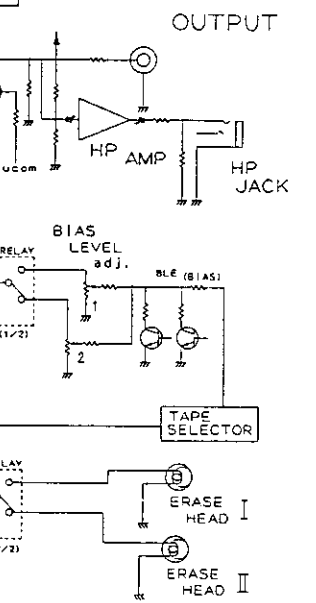 OUTPUT
ucom
HP AMP
HP
JACK
BIAS
LEVEL
adj.
RELAY
BLE (BIAS)
1
(1/2)
2
TAPE
SELECTOR
LAY
ERASE
HEAD I
/2)
ERASE
HEAD II